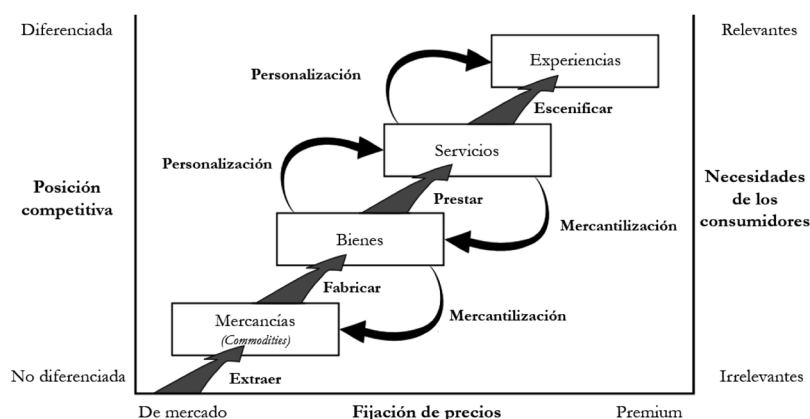 Diferenciada
Relevantes
Experiencias
Personalización
Escenificar
Servicios
Personalización
Posición
competitiva
Necesidades
de los
consumidores
Prestar
Mercantilización
Bienes
Fabricar
Mercancías
(Commodities)
Mercantilización
No diferenciada
Extraer
Irrelevantes
De mercado
Fijación de precios
Premium